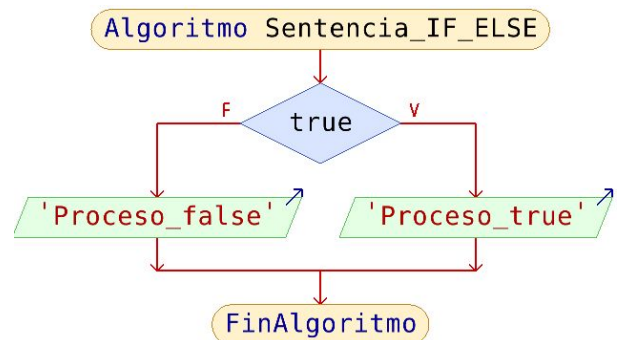 Algoritmo Sentencia_IF_ELSE
F
V
true
'Proceso_false'
'Proceso_true'
FinAlgoritmo